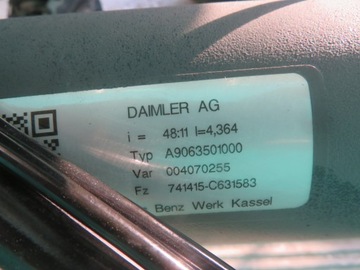 DAIMLER AG
i = 48:11 I=4,364
Typ A9063501000
Var 004070255
Fz 741415-C631583
Benz Werk Kassel